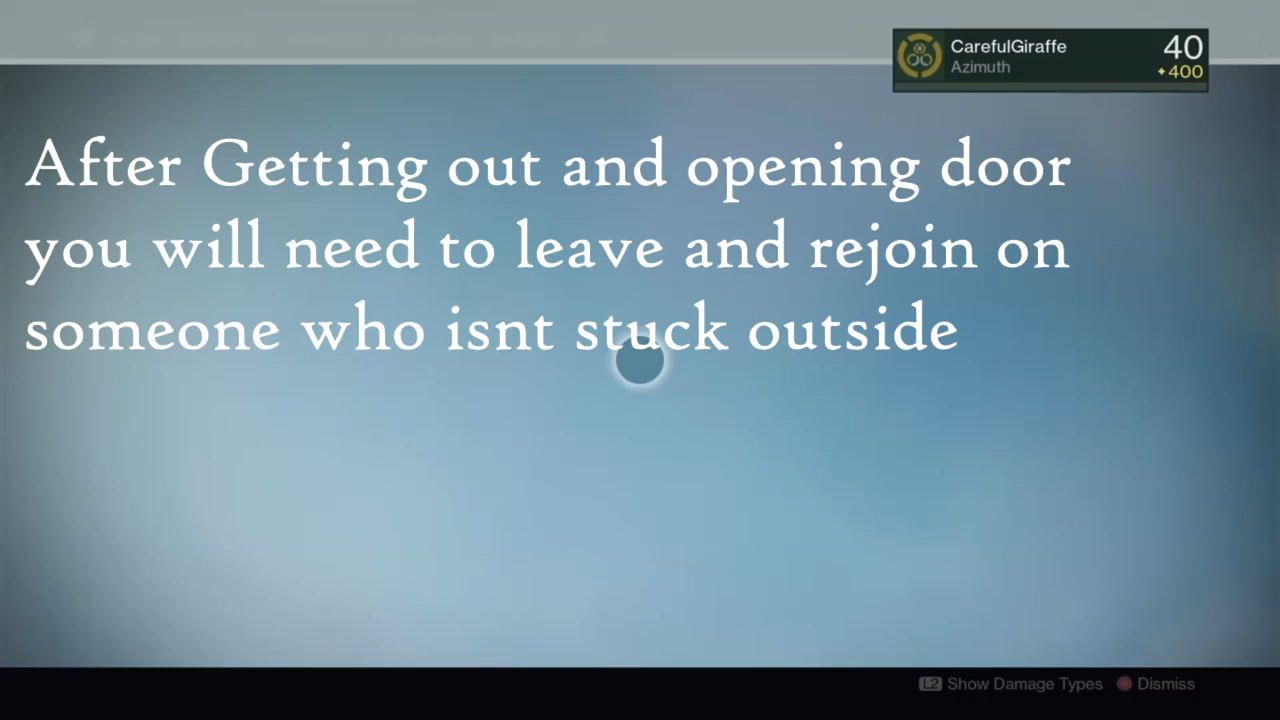 CarefulGiraffe 40
Azimuth 400
After Getting out and opening door
you will need to leave and rejoin on
someone who isnt stuck outside
L2 Show Damage Types Dismiss